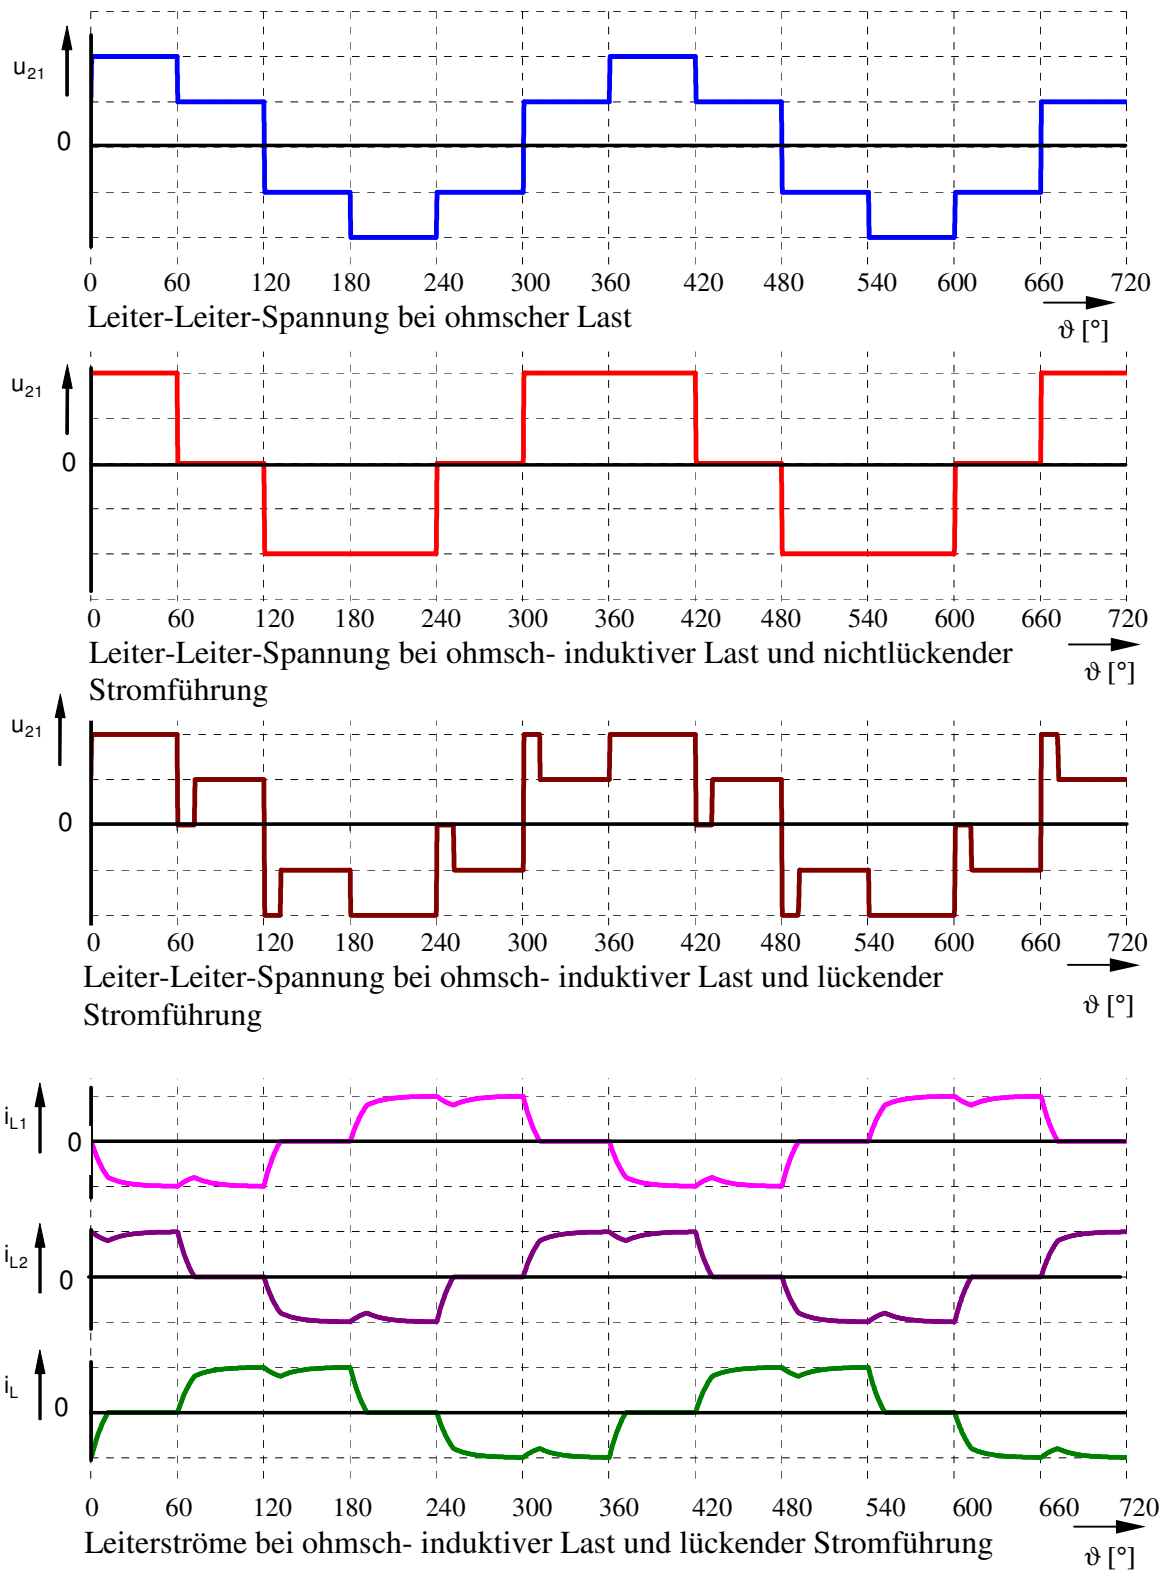 u21
0
0 60 120 180 240 300 360 420 480 540 600 660 720
Leiter-Leiter-Spannung bei ohmscher Last
ϑ [°]
u21
0
0 60 120 180 240 300 360 420 480 540 600 660 720
Leiter-Leiter-Spannung bei ohmsch- induktiver Last und nichtlückender
Stromführung
ϑ [°]
u21
0
0 60 120 180 240 300 360 420 480 540 600 660 720
Leiter-Leiter-Spannung bei ohmsch- induktiver Last und lückender
Stromführung
ϑ [°]
iL1
0
iL2
0
iL
0
0 60 120 180 240 300 360 420 480 540 600 660 720
Leiterströme bei ohmsch- induktiver Last und lückender Stromführung
ϑ [°]